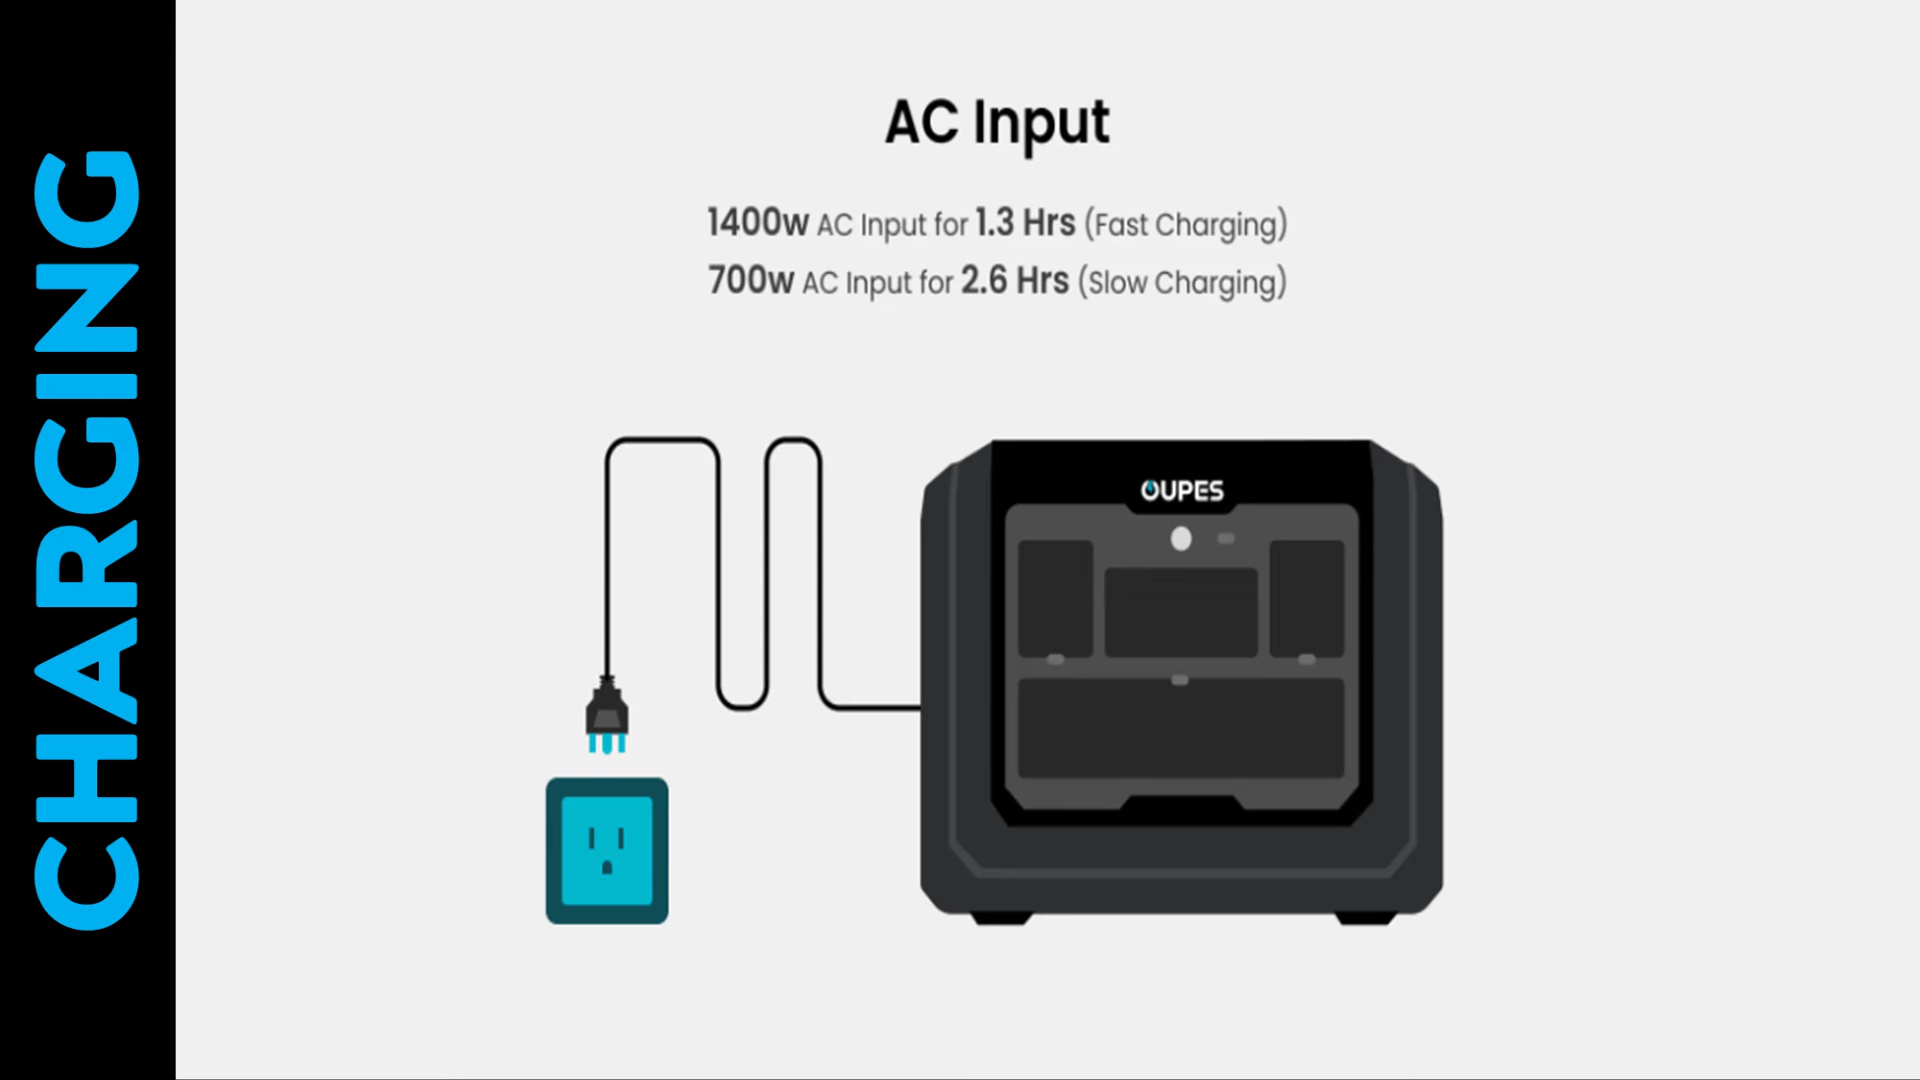 CHARGING
AC Input
1400w AC Input for 1.3 Hrs (Fast Charging)
700w AC Input for 2.6 Hrs (Slow Charging)
OUPES